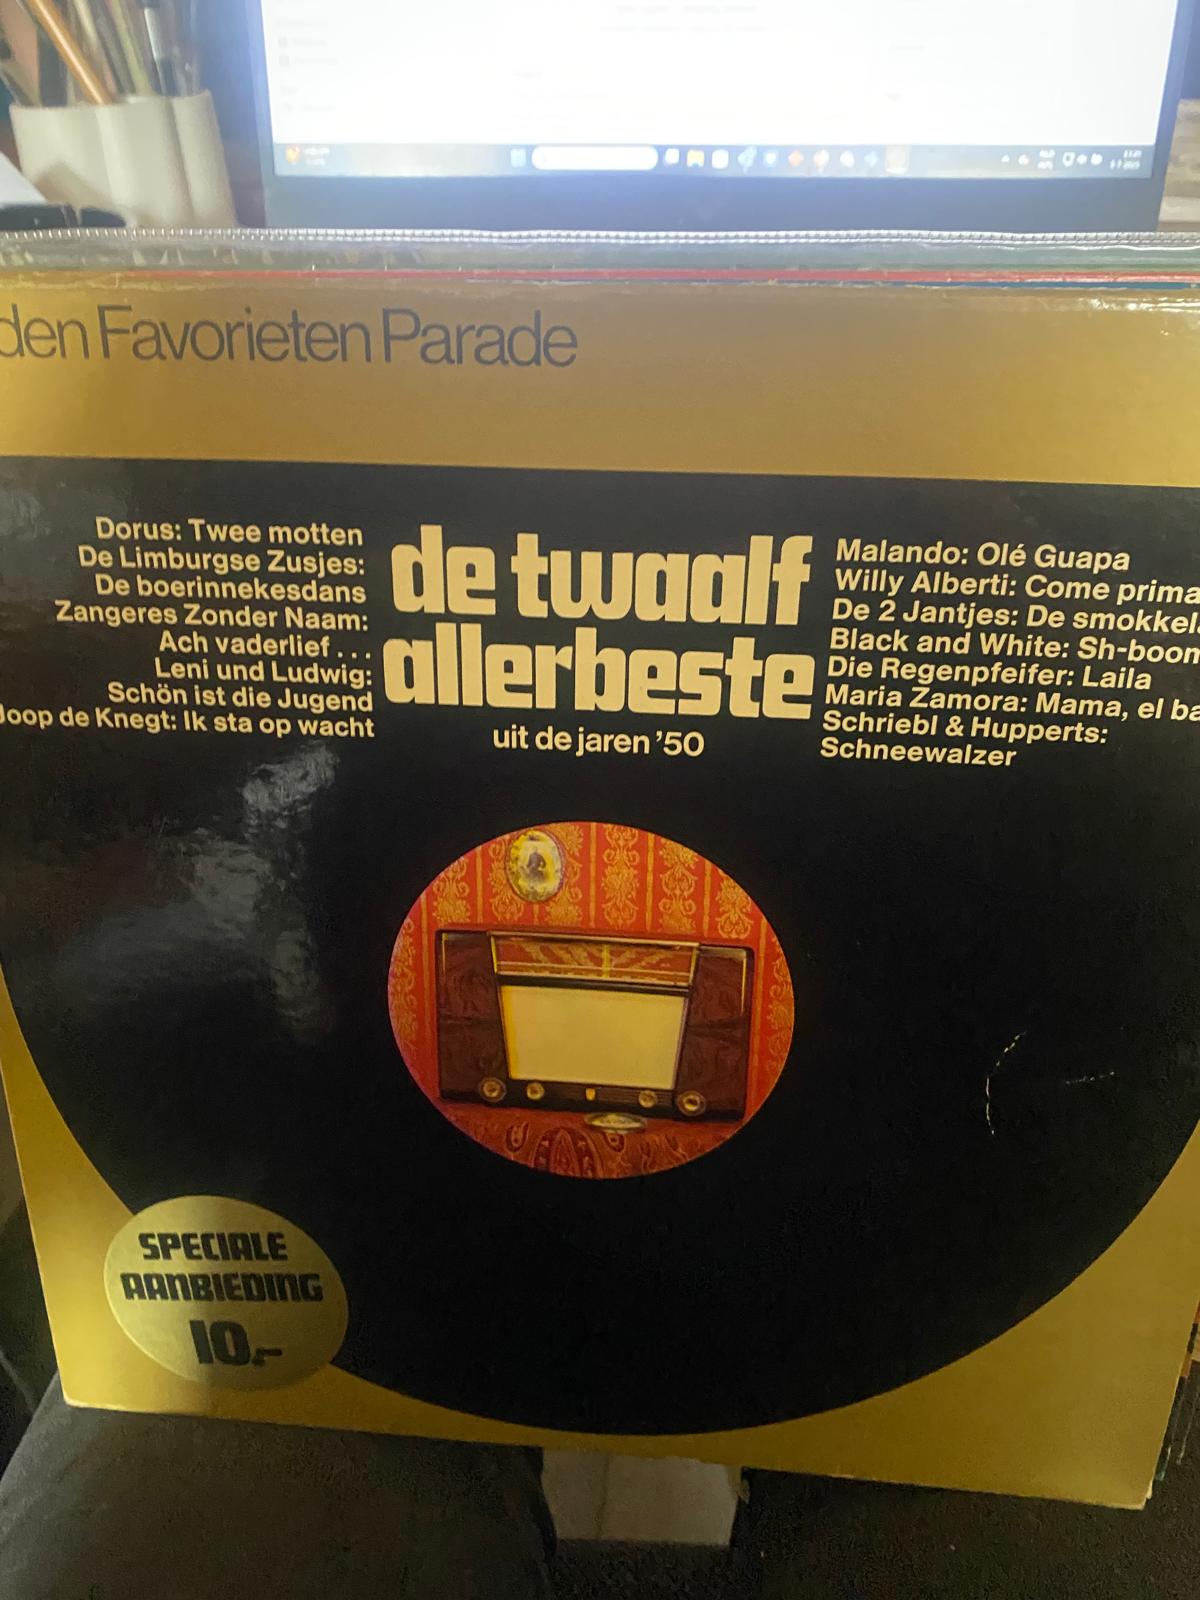 den Favorieten Parade
Dorus: Twee motten
De Limburgse Zusjes:
De boerinnekesdans
Zangeres Zonder Naam:
Ach vaderlief...
Leni und Ludwig:
Schön ist die Jugend
Joop de Knegt: Ik sta op wacht
de twaalf
allerbeste
uit de jaren '50
Malando: Olé Guapa
Willy Alberti: Come prima
De 2 Jantjes: De smokkela
Black and White: Sh-boom
Die Regenpfeifer: Laila
Maria Zamora: Mama, el ba
Schriebl & Hupperts:
Schneewalzer
SPECIALE
AANBIEDING
10,-